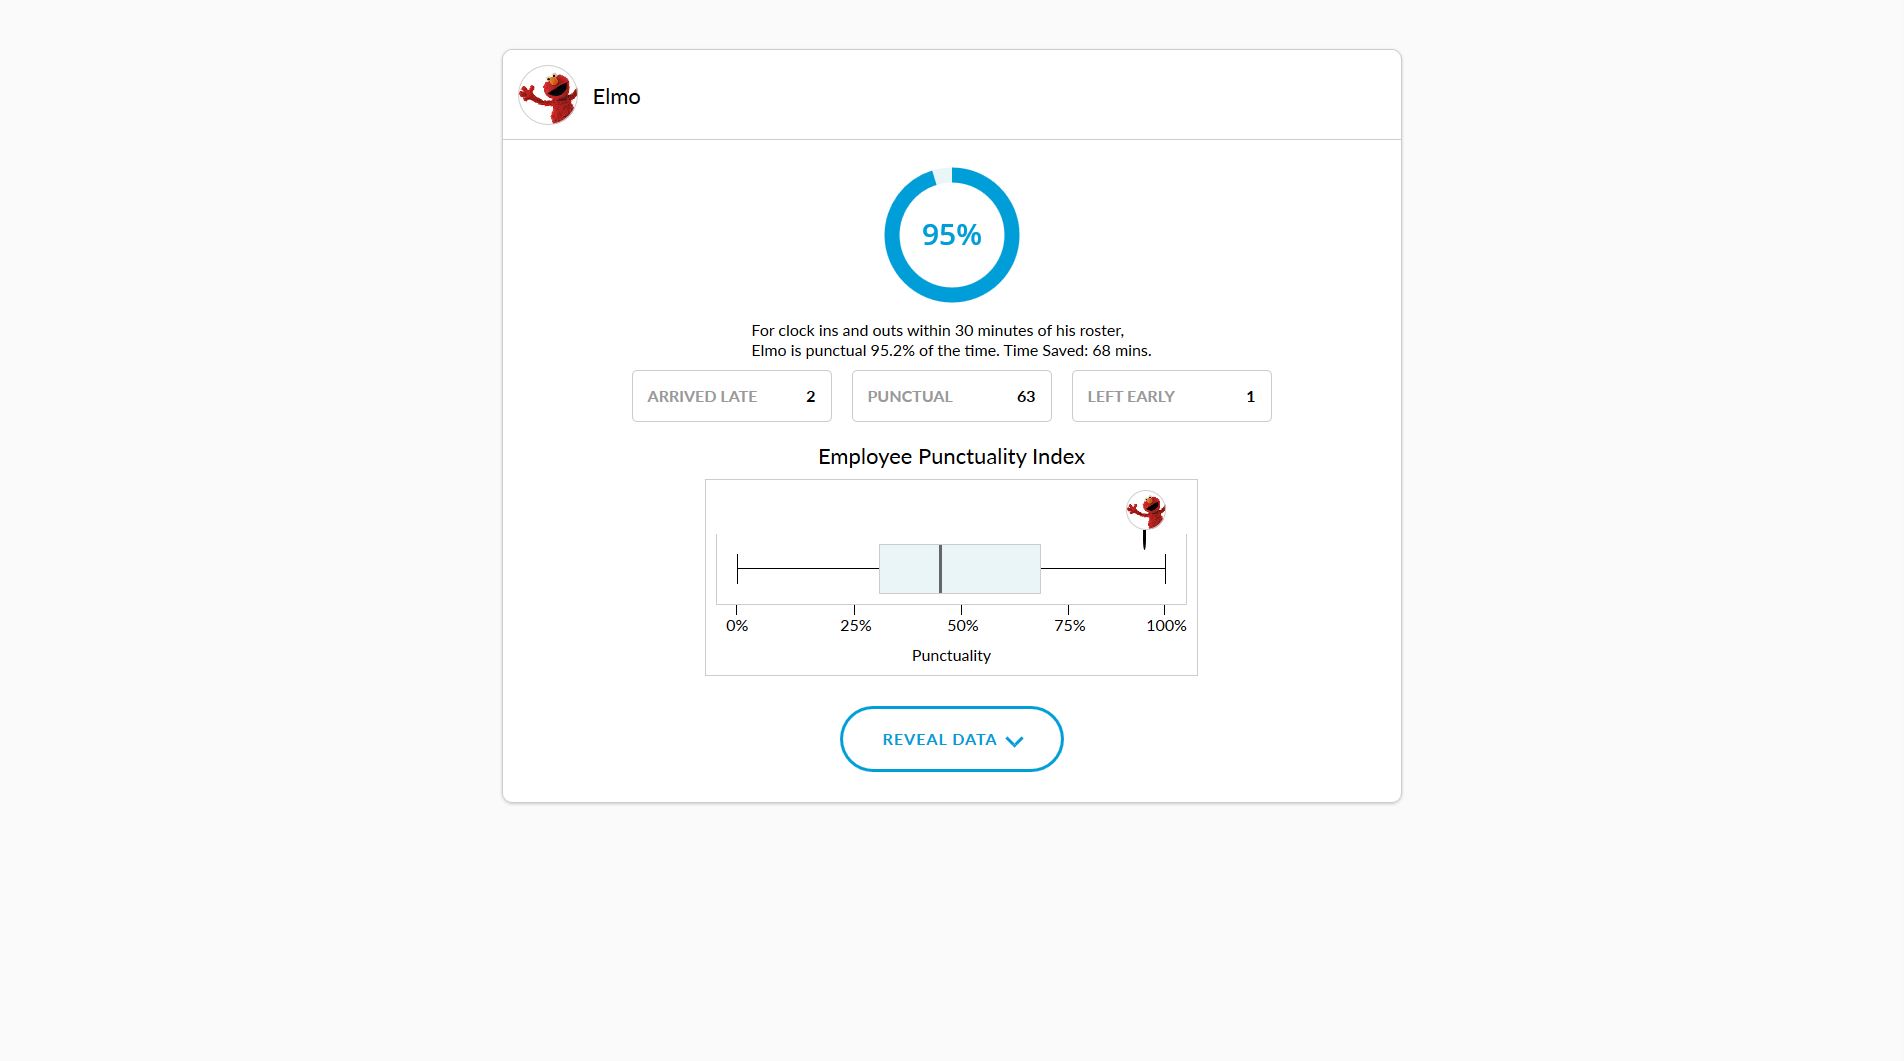 Elmo
95%
For clock ins and outs within 30 minutes of his roster,
Elmo is punctual 95.2% of the time. Time Saved: 68 mins.
ARRIVED LATE 2
PUNCTUAL 63
LEFT EARLY 1
Employee Punctuality Index
0% 25% 50% 75% 100%
Punctuality
REVEAL DATA